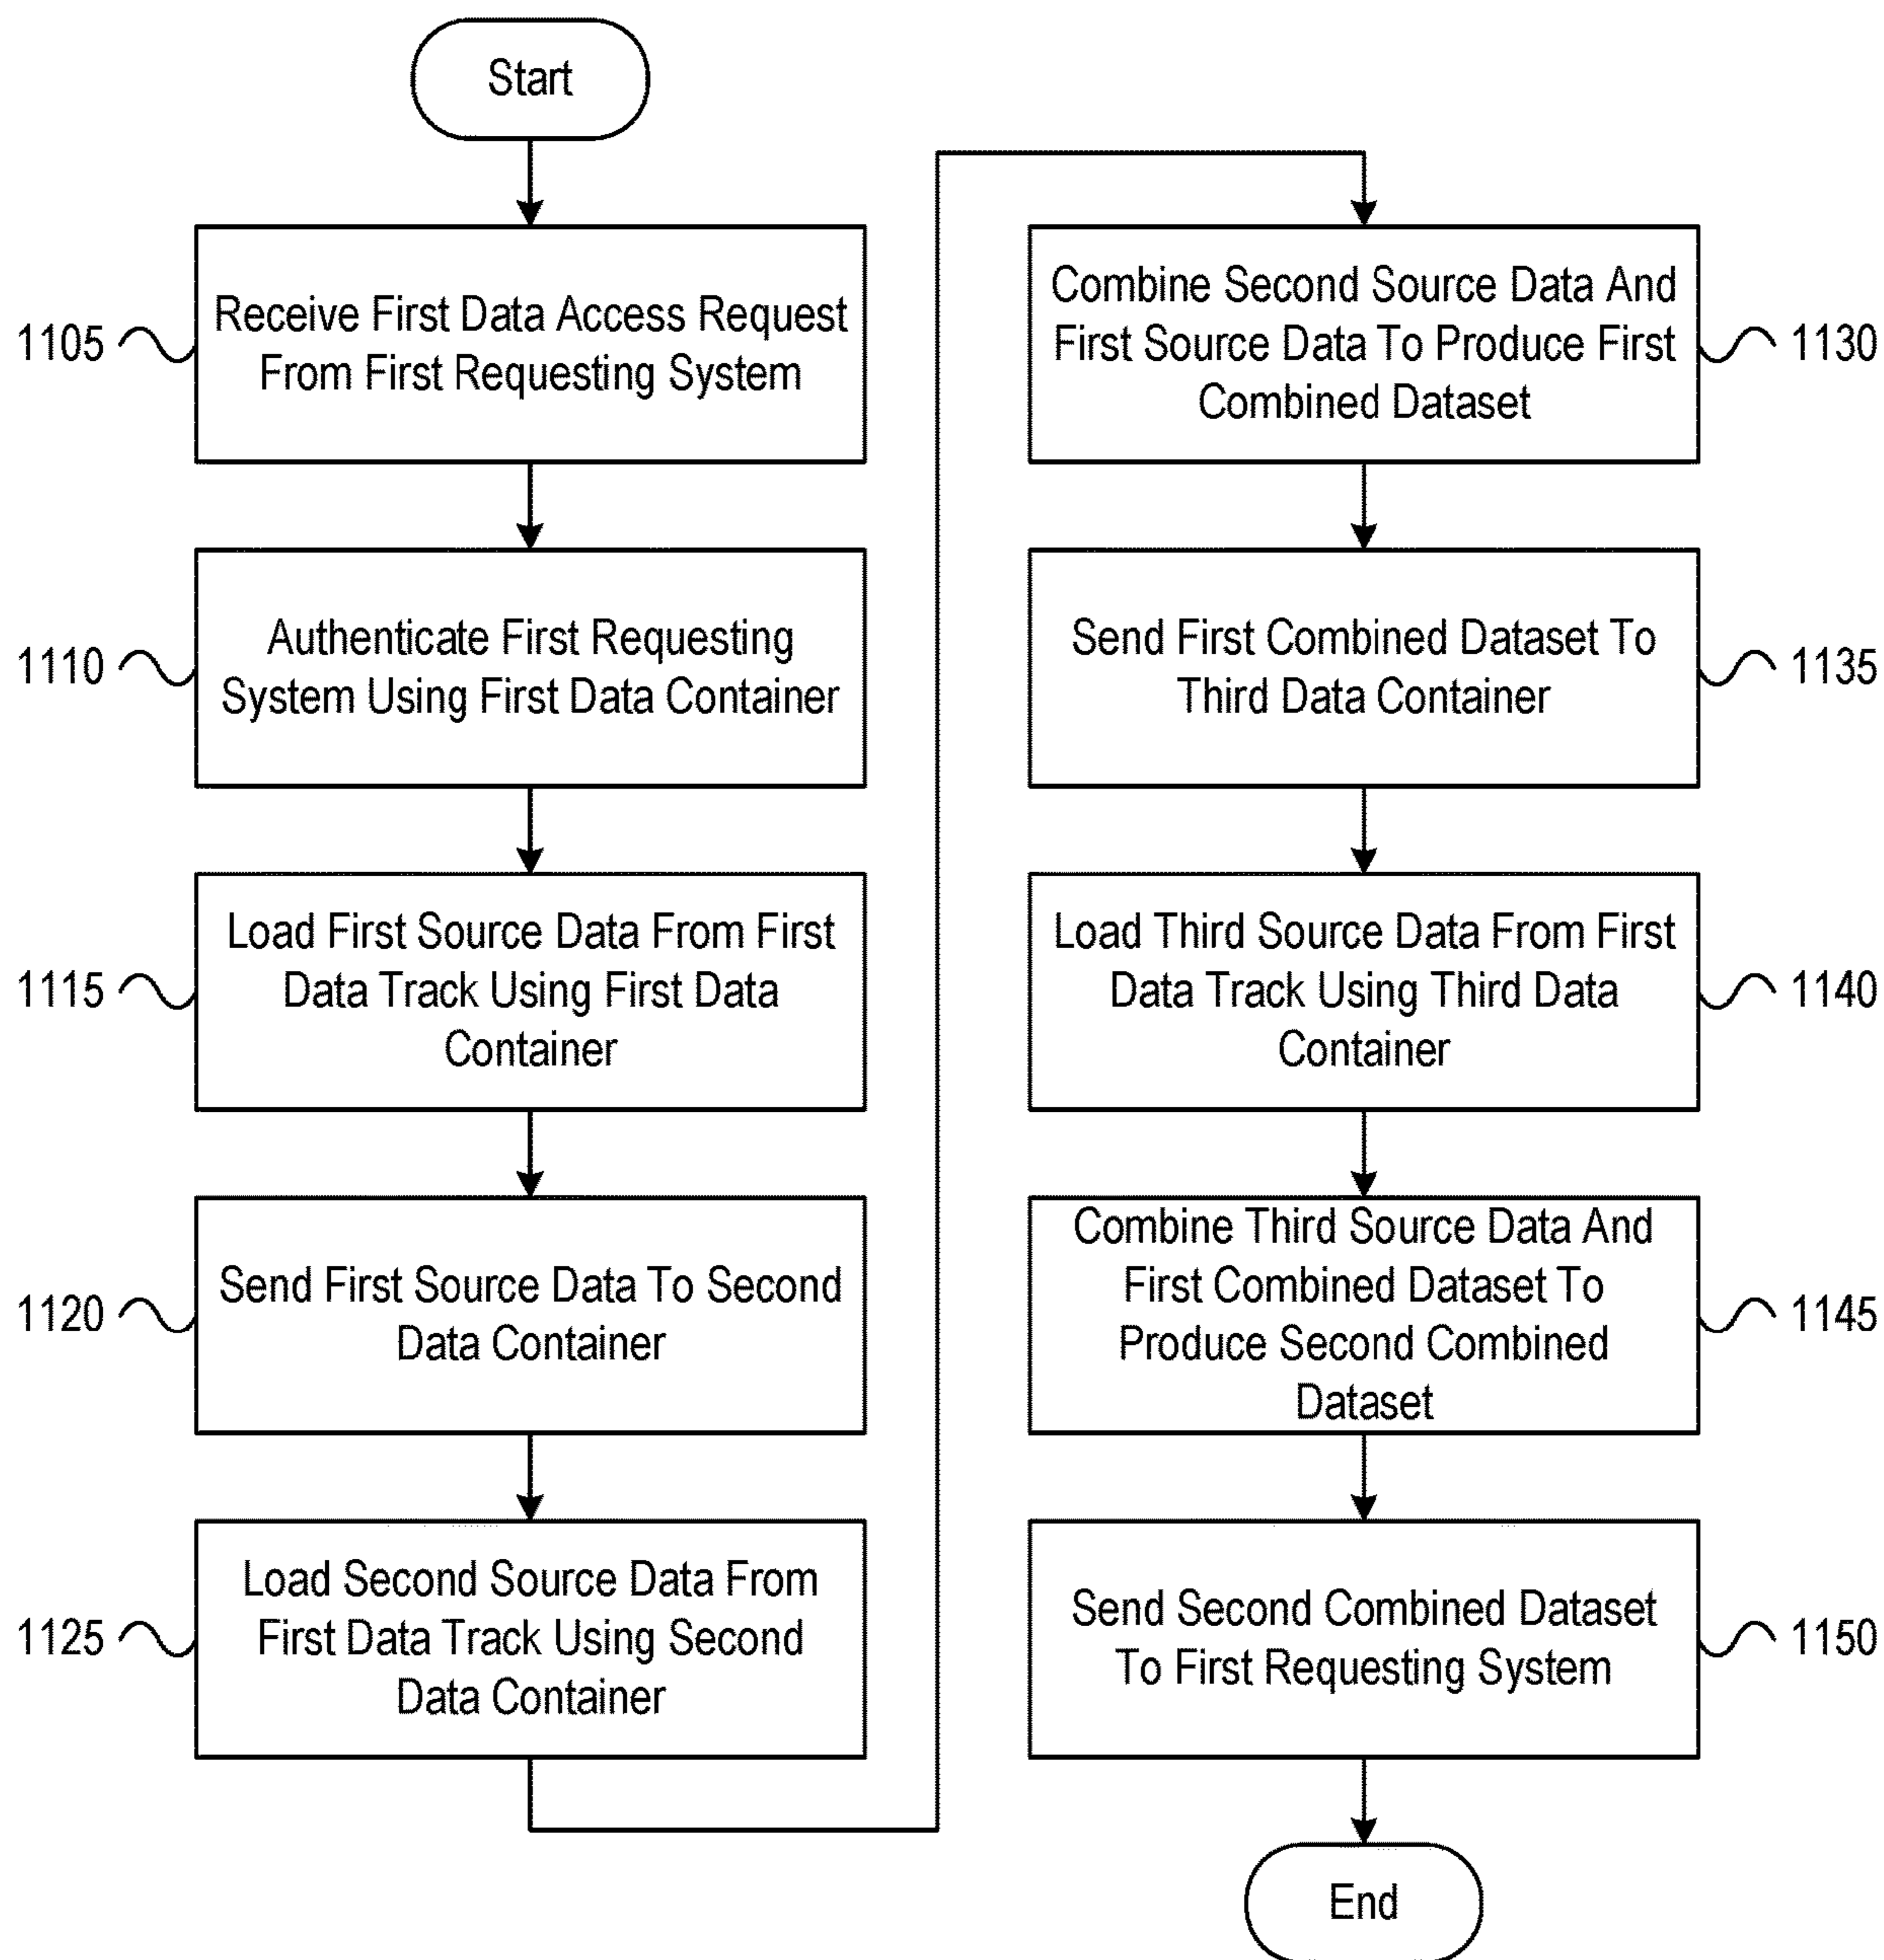 Start
1105
Receive First Data Access Request
From First Requesting System
1110
Authenticate First Requesting
System Using First Data Container
1115
Load First Source Data From First
Data Track Using First Data
Container
1120
Send First Source Data To Second
Data Container
1125
Load Second Source Data From
First Data Track Using Second
Data Container
Combine Second Source Data And
First Source Data To Produce First
Combined Dataset
1130
Send First Combined Dataset To
Third Data Container
1135
Load Third Source Data From First
Data Track Using Third Data
Container
1140
Combine Third Source Data And
First Combined Dataset To
Produce Second Combined
Dataset
1145
Send Second Combined Dataset
To First Requesting System
1150
End